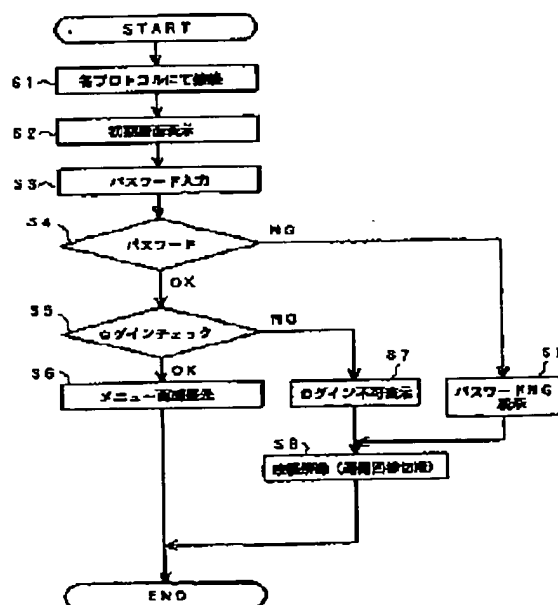 START
S1
各プロトコルにて接続
S2
初期画面表示
S3
パスワード入力
S4
パスワード
NG
OK
S5
ログインチェック
NG
OK
S6
メニュー画面表示
S7
ログイン不可表示
パスワードNG
表示
S8
END